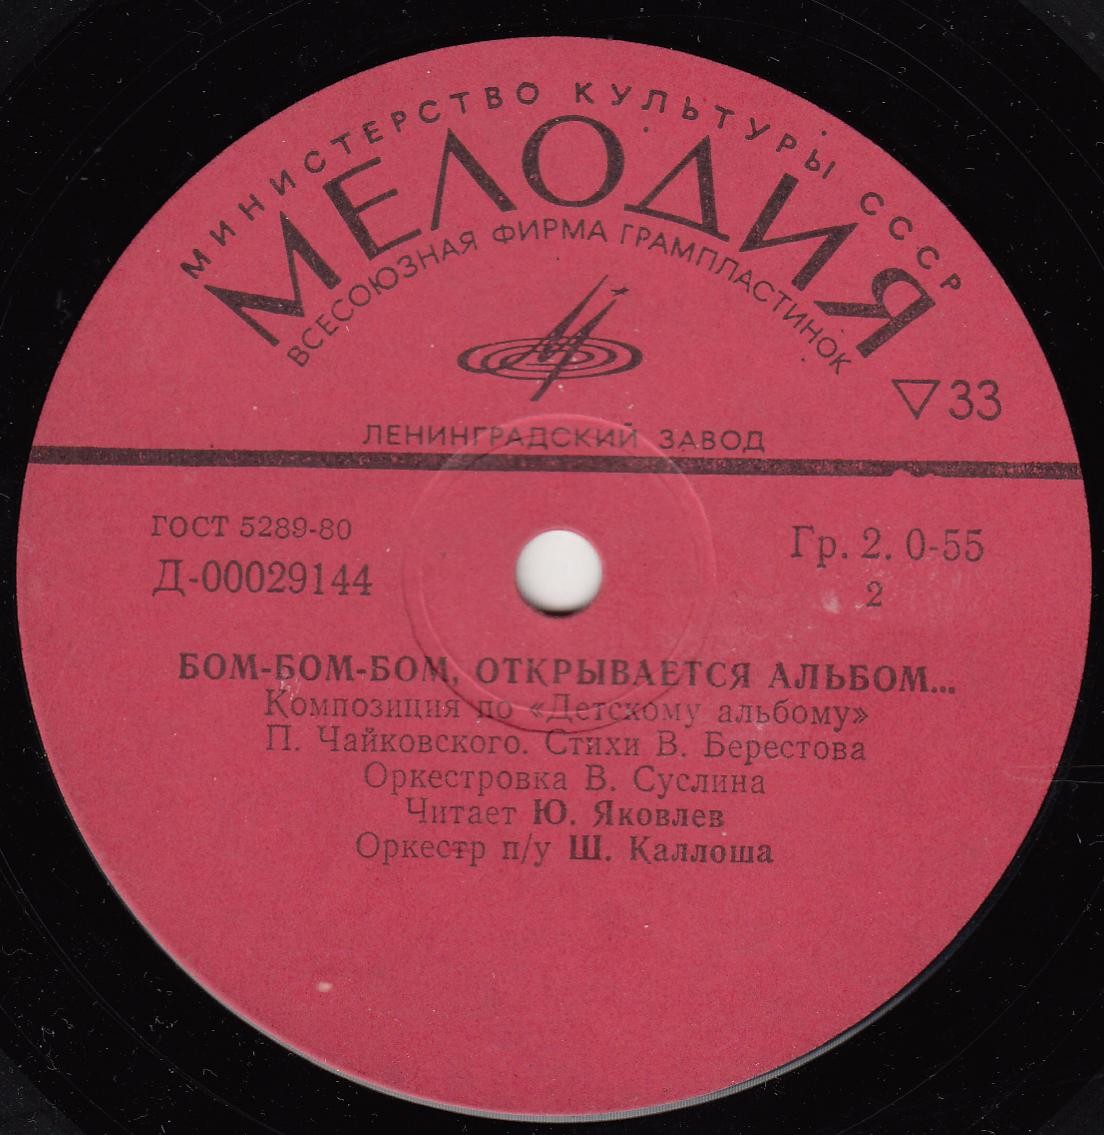 МИНИСТЕРСТВО КУЛЬТУРЫ СССР
МЕЛОДИЯ
ВСЕСОЮЗНАЯ ФИРМА ГРАМПЛАСТИНОК
▽33
ЛЕНИНГРАДСКИЙ ЗАВОД
ГОСТ 5289-80
Д-00029144
Гр. 2. 0-55
2
БОМ-БОМ-БОМ, ОТКРЫВАЕТСЯ АЛЬБОМ...
Композиция по «Детскому альбому»
П. Чайковского. Стихи В. Берестова
Оркестровка В. Суслина
Читает Ю. Яковлев
Оркестр п/у Ш. Каллоша